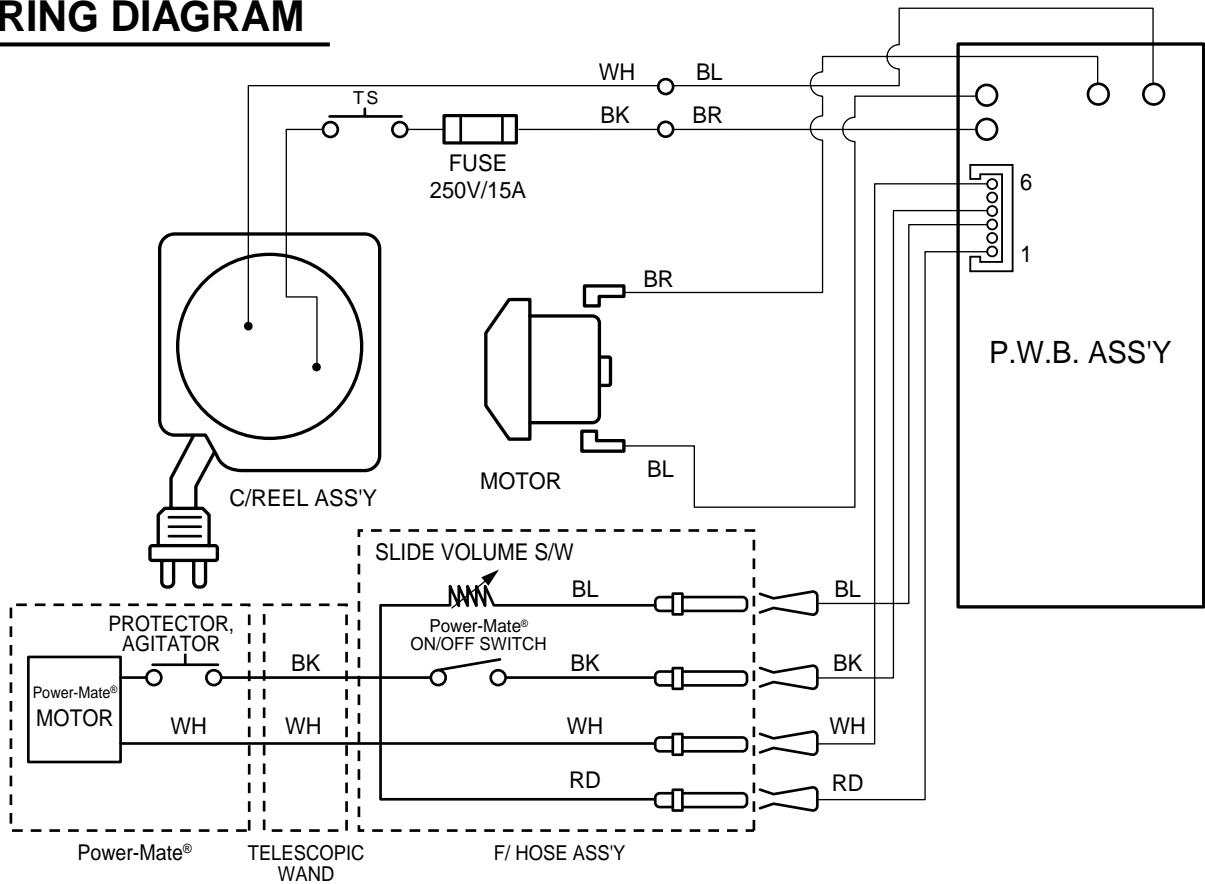 RING DIAGRAM
WH BL
TS
BK BR
FUSE
250V/15A
6
1
BR
P.W.B. ASS'Y
BL
MOTOR
C/REEL ASS'Y
SLIDE VOLUME S/W
BL
BL
Power-Mate®
ON/OFF SWITCH
PROTECTOR,
AGITATOR
BK
BK
BK
Power-Mate®
MOTOR
WH
WH
WH
WH
RD
RD
Power-Mate®
TELESCOPIC
WAND
F/ HOSE ASS'Y